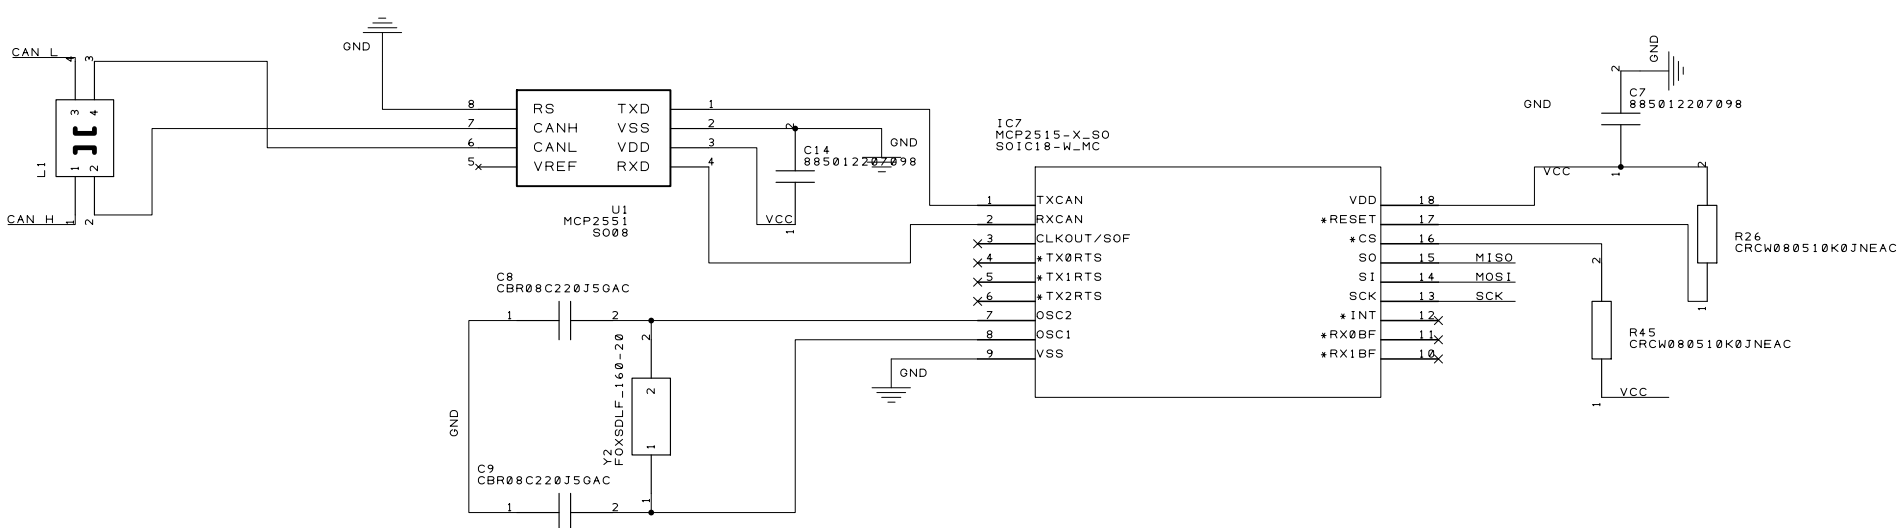 CAN L
4
3
3
4
1
2
L1
CAN H
1
2
GND
8
7
6
5
RS
CANH
CANL
VREF
TXD
VSS
VDD
RXD
1
2
3
4
U1
MCP2551
SO08
2
C14
885012207098
GND
VCC
1
IC7
MCP2515-X_SO
SOIC18-W_MC
1 TXCAN
2 RXCAN
3 CLKOUT/SOF
4 *TX0RTS
5 *TX1RTS
6 *TX2RTS
7 OSC2
8 OSC1
9 VSS
VDD 18
*RESET 17
*CS 16
SO 15 MISO
SI 14 MOSI
SCK 13 SCK
*INT 12
*RX0BF 11
*RX1BF 10
GND
C8
CBR08C220J5GAC
1
2
GND
2
2
1
1
Y2
FOXSDLF_160-20
C9
CBR08C220J5GAC
1
2
GND
GND
2
C7
885012207098
VCC
1
2
R26
CRCW080510K0JNEAC
1
2
R45
CRCW080510K0JNEAC
1
VCC